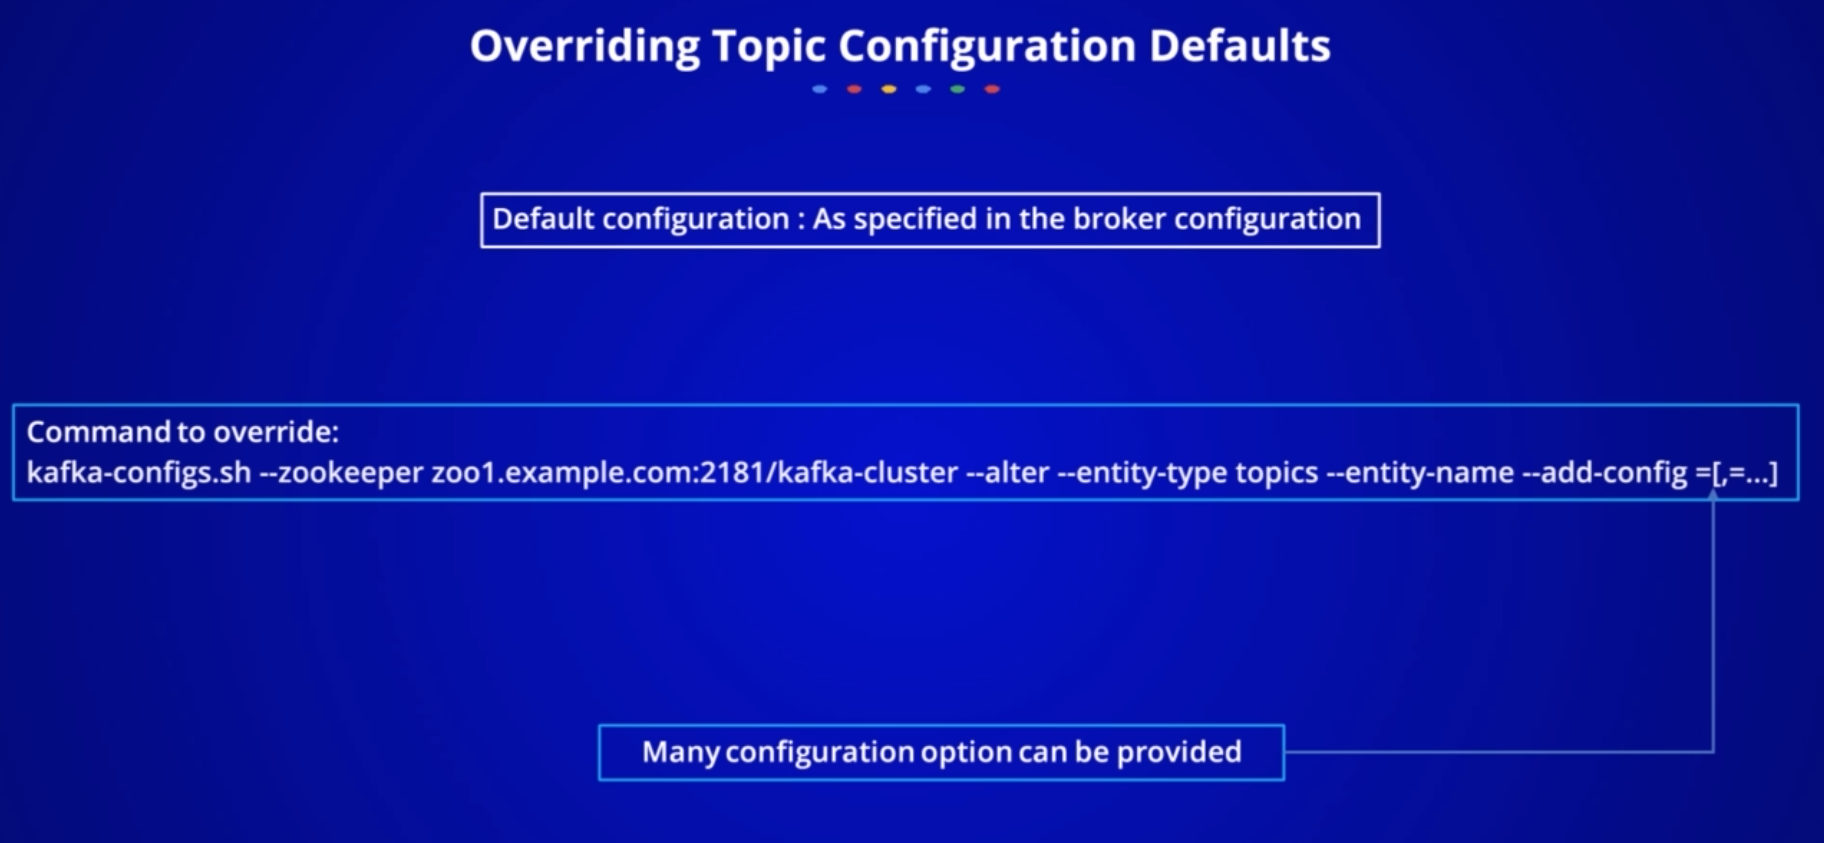 Overriding Topic Configuration Defaults
Default configuration : As specified in the broker configuration
Command to override:
kafka-configs.sh --zookeeper zoo1.example.com:2181/kafka-cluster --alter --entity-type topics --entity-name --add-config =[,=...]
Many configuration option can be provided